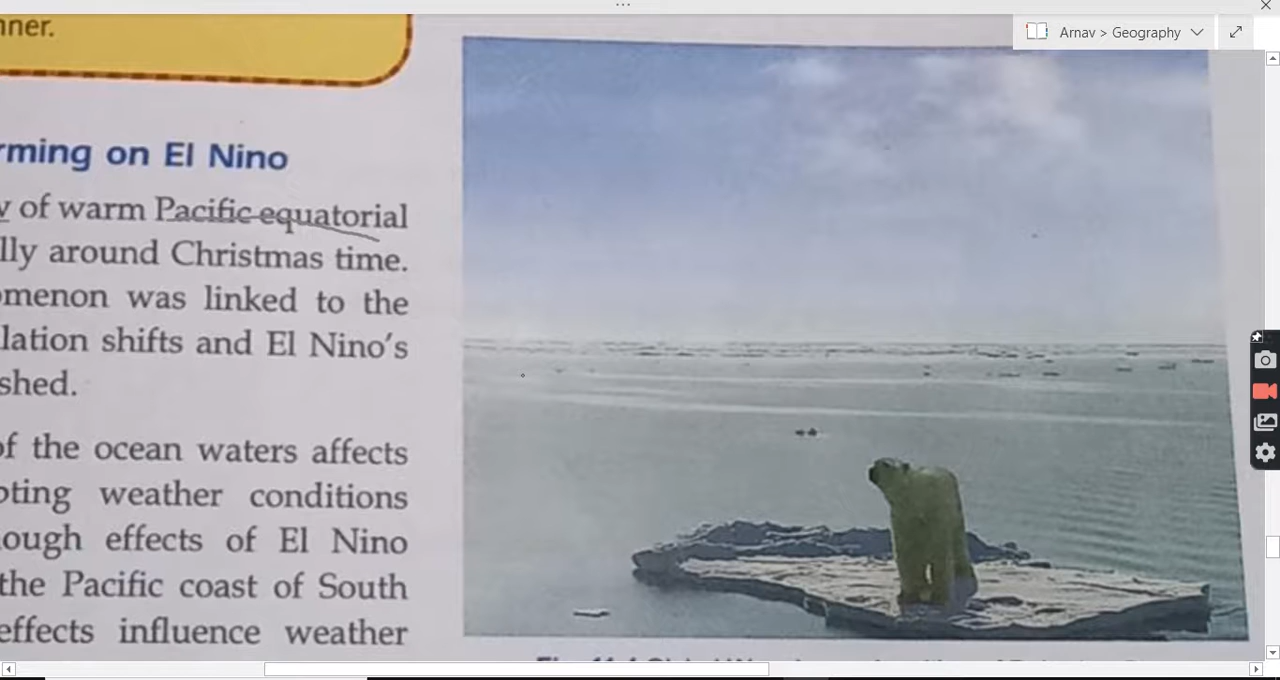 Arnav > Geography
nner.
rming on El Nino
of warm Pacific equatorial
lly around Christmas time.
omenon was linked to the
lation shifts and El Nino's
shed.
of the ocean waters affects
pting weather conditions
ough effects of El Nino
the Pacific coast of South
effects influence weather